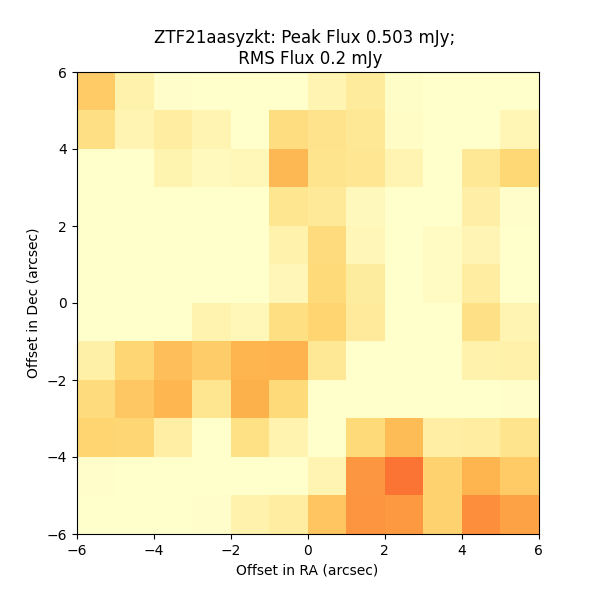 ZTF21aasyzkt: Peak Flux 0.503 mJy;
RMS Flux 0.2 mJy
6
4
2
0
−2
−4
−6
Offset in Dec (arcsec)
−6 −4 −2 0 2 4 6
Offset in RA (arcsec)